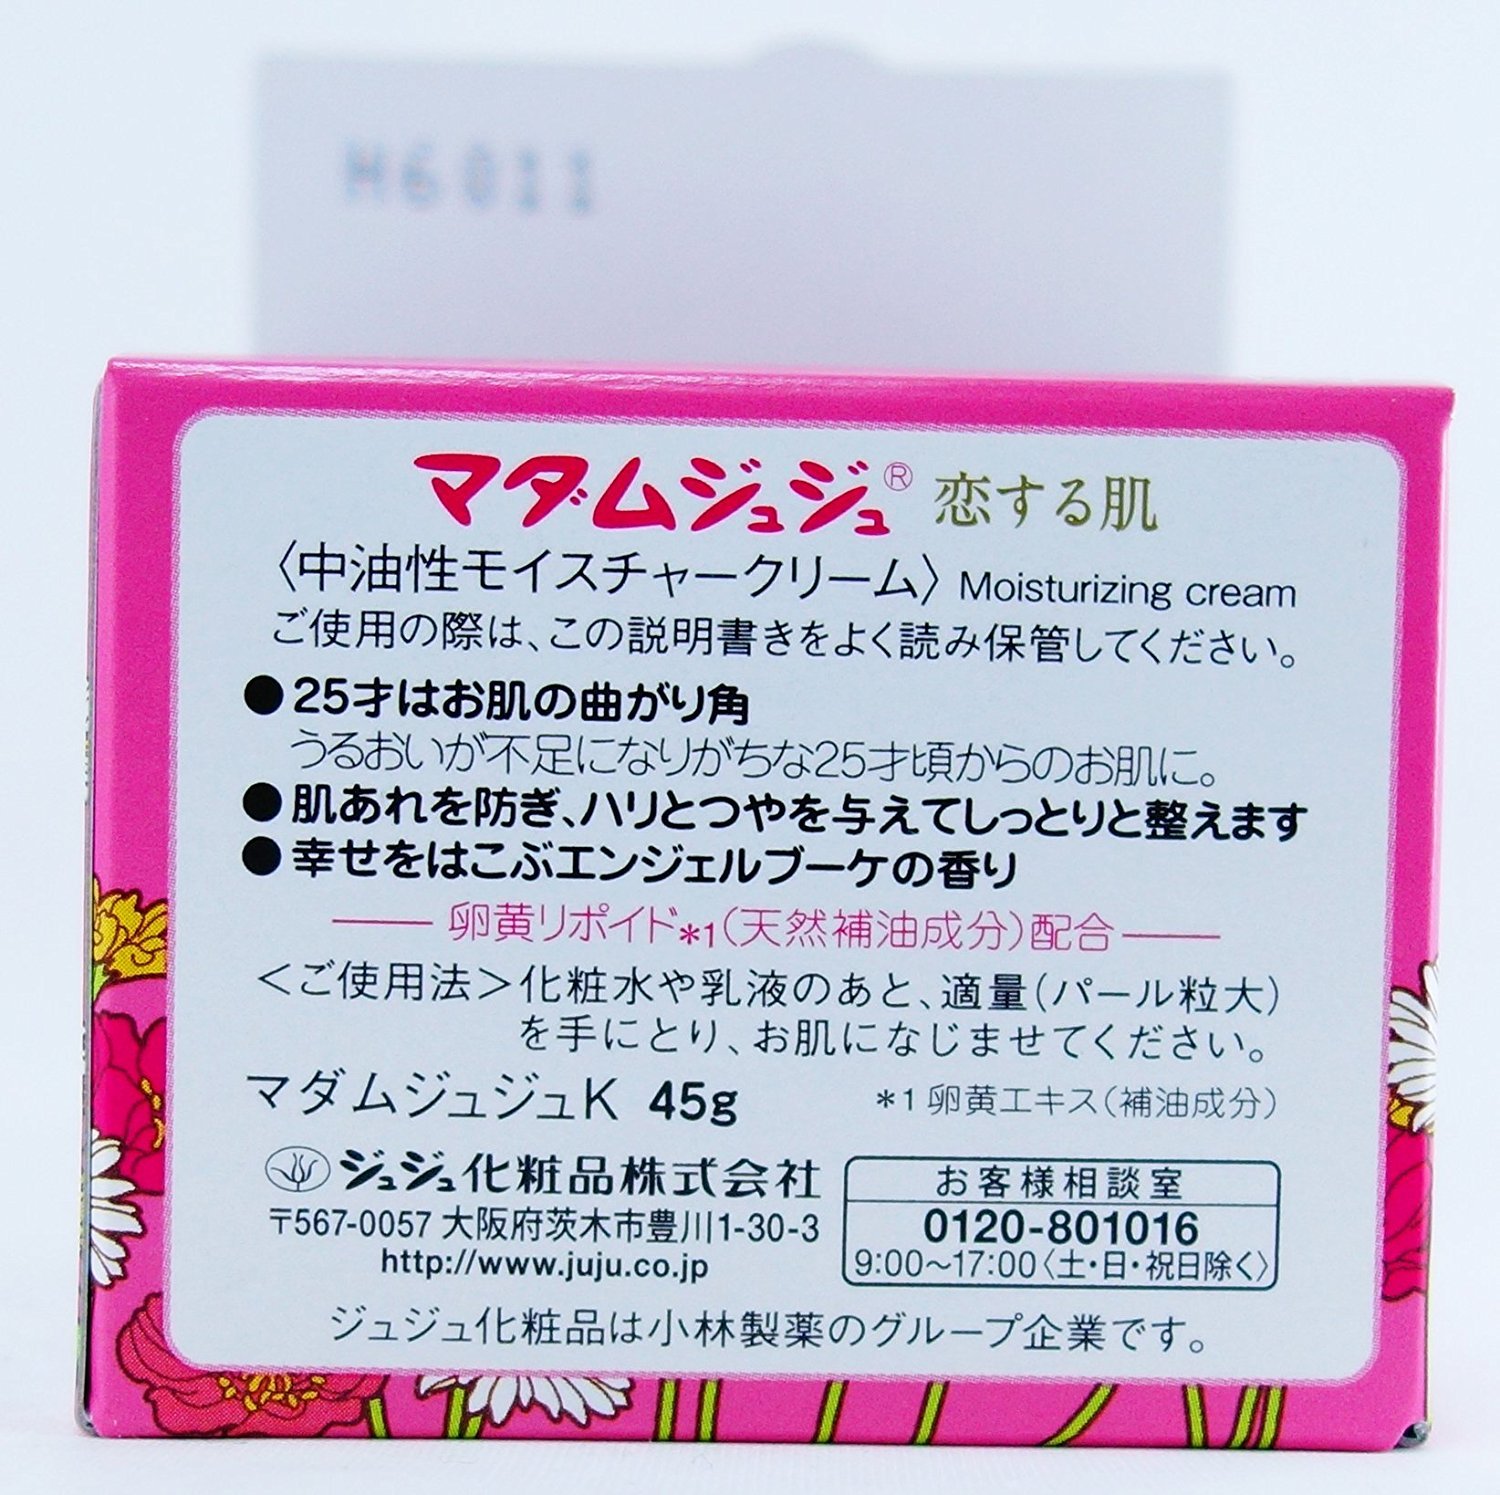 H6011
マダムジュジュ® 恋する肌
〈中油性モイスチャークリーム〉 Moisturizing cream
ご使用の際は、この説明書きをよく読み保管してください。
●25才はお肌の曲がり角
うるおいが不足になりがちな25才頃からのお肌に。
●肌あれを防ぎ、ハリとつやを与えてしっとりと整えます
●幸せをはこぶエンジェルブーケの香り
卵黄リポイド*1(天然補油成分)配合
<ご使用法>化粧水や乳液のあと、適量(パール粒大)
を手にとり、お肌になじませてください。
マダムジュジュK 45g
*1 卵黄エキス(補油成分)
ジュジュ化粧品株式会社
〒567-0057 大阪府茨木市豊川1-30-3
http://www.juju.co.jp
お客様相談室
0120-801016
9:00~17:00〈土・日・祝日除く〉
ジュジュ化粧品は小林製薬のグループ企業です。